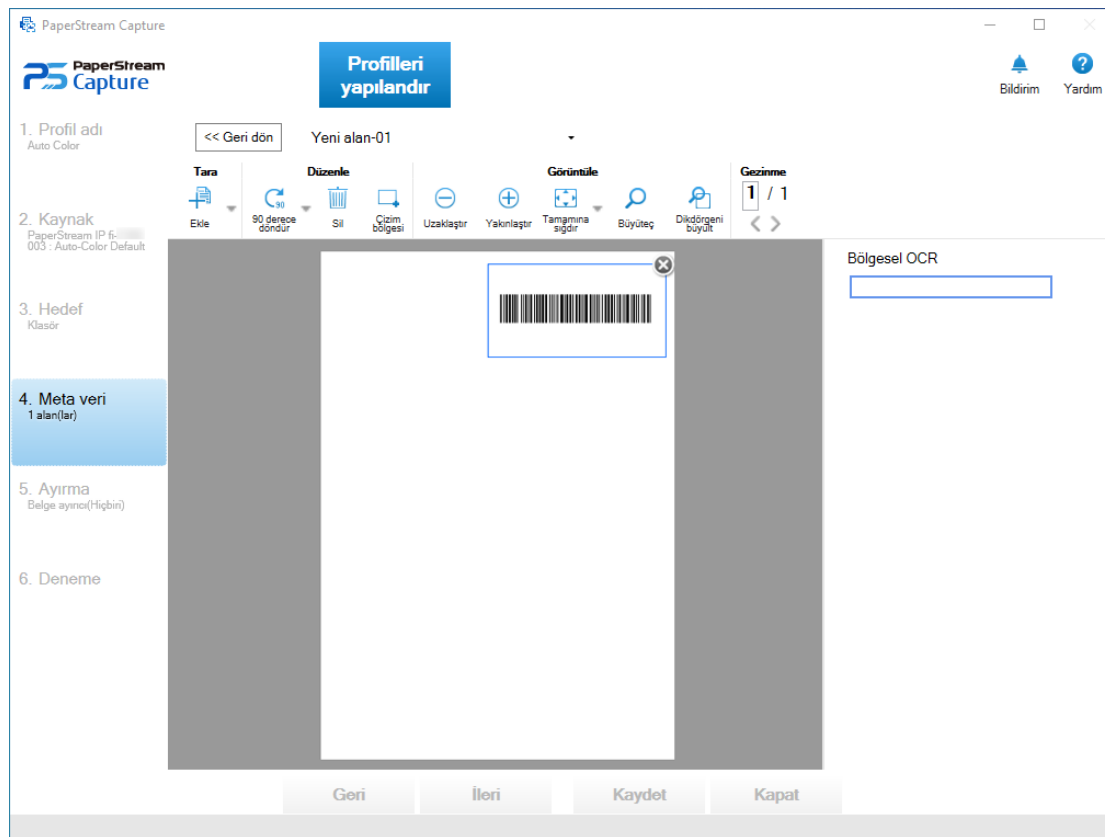 PaperStream Capture
PaperStream
Capture
Profilleri
yapılandır
Bildirim
Yardım
1. Profil adı
Auto Color
<< Geri dön
Yeni alan-01
Tara
Düzenle
Görüntüle
Gezinme
Ekle
90
90 derece
döndür
Sil
Çizim
bölgesi
Uzaklaştır
Yakınlaştır
Tamamına
sığdır
Büyüteç
Dikdörgeni
büyült
1 / 1
2. Kaynak
PaperStream IP fi-
003 : Auto-Color Default
Bölgesel OCR
3. Hedef
Klasör
4. Meta veri
1 alan(lar)
5. Ayırma
Belge ayırıcı(Hiçbiri)
6. Deneme
Geri
İleri
Kaydet
Kapat